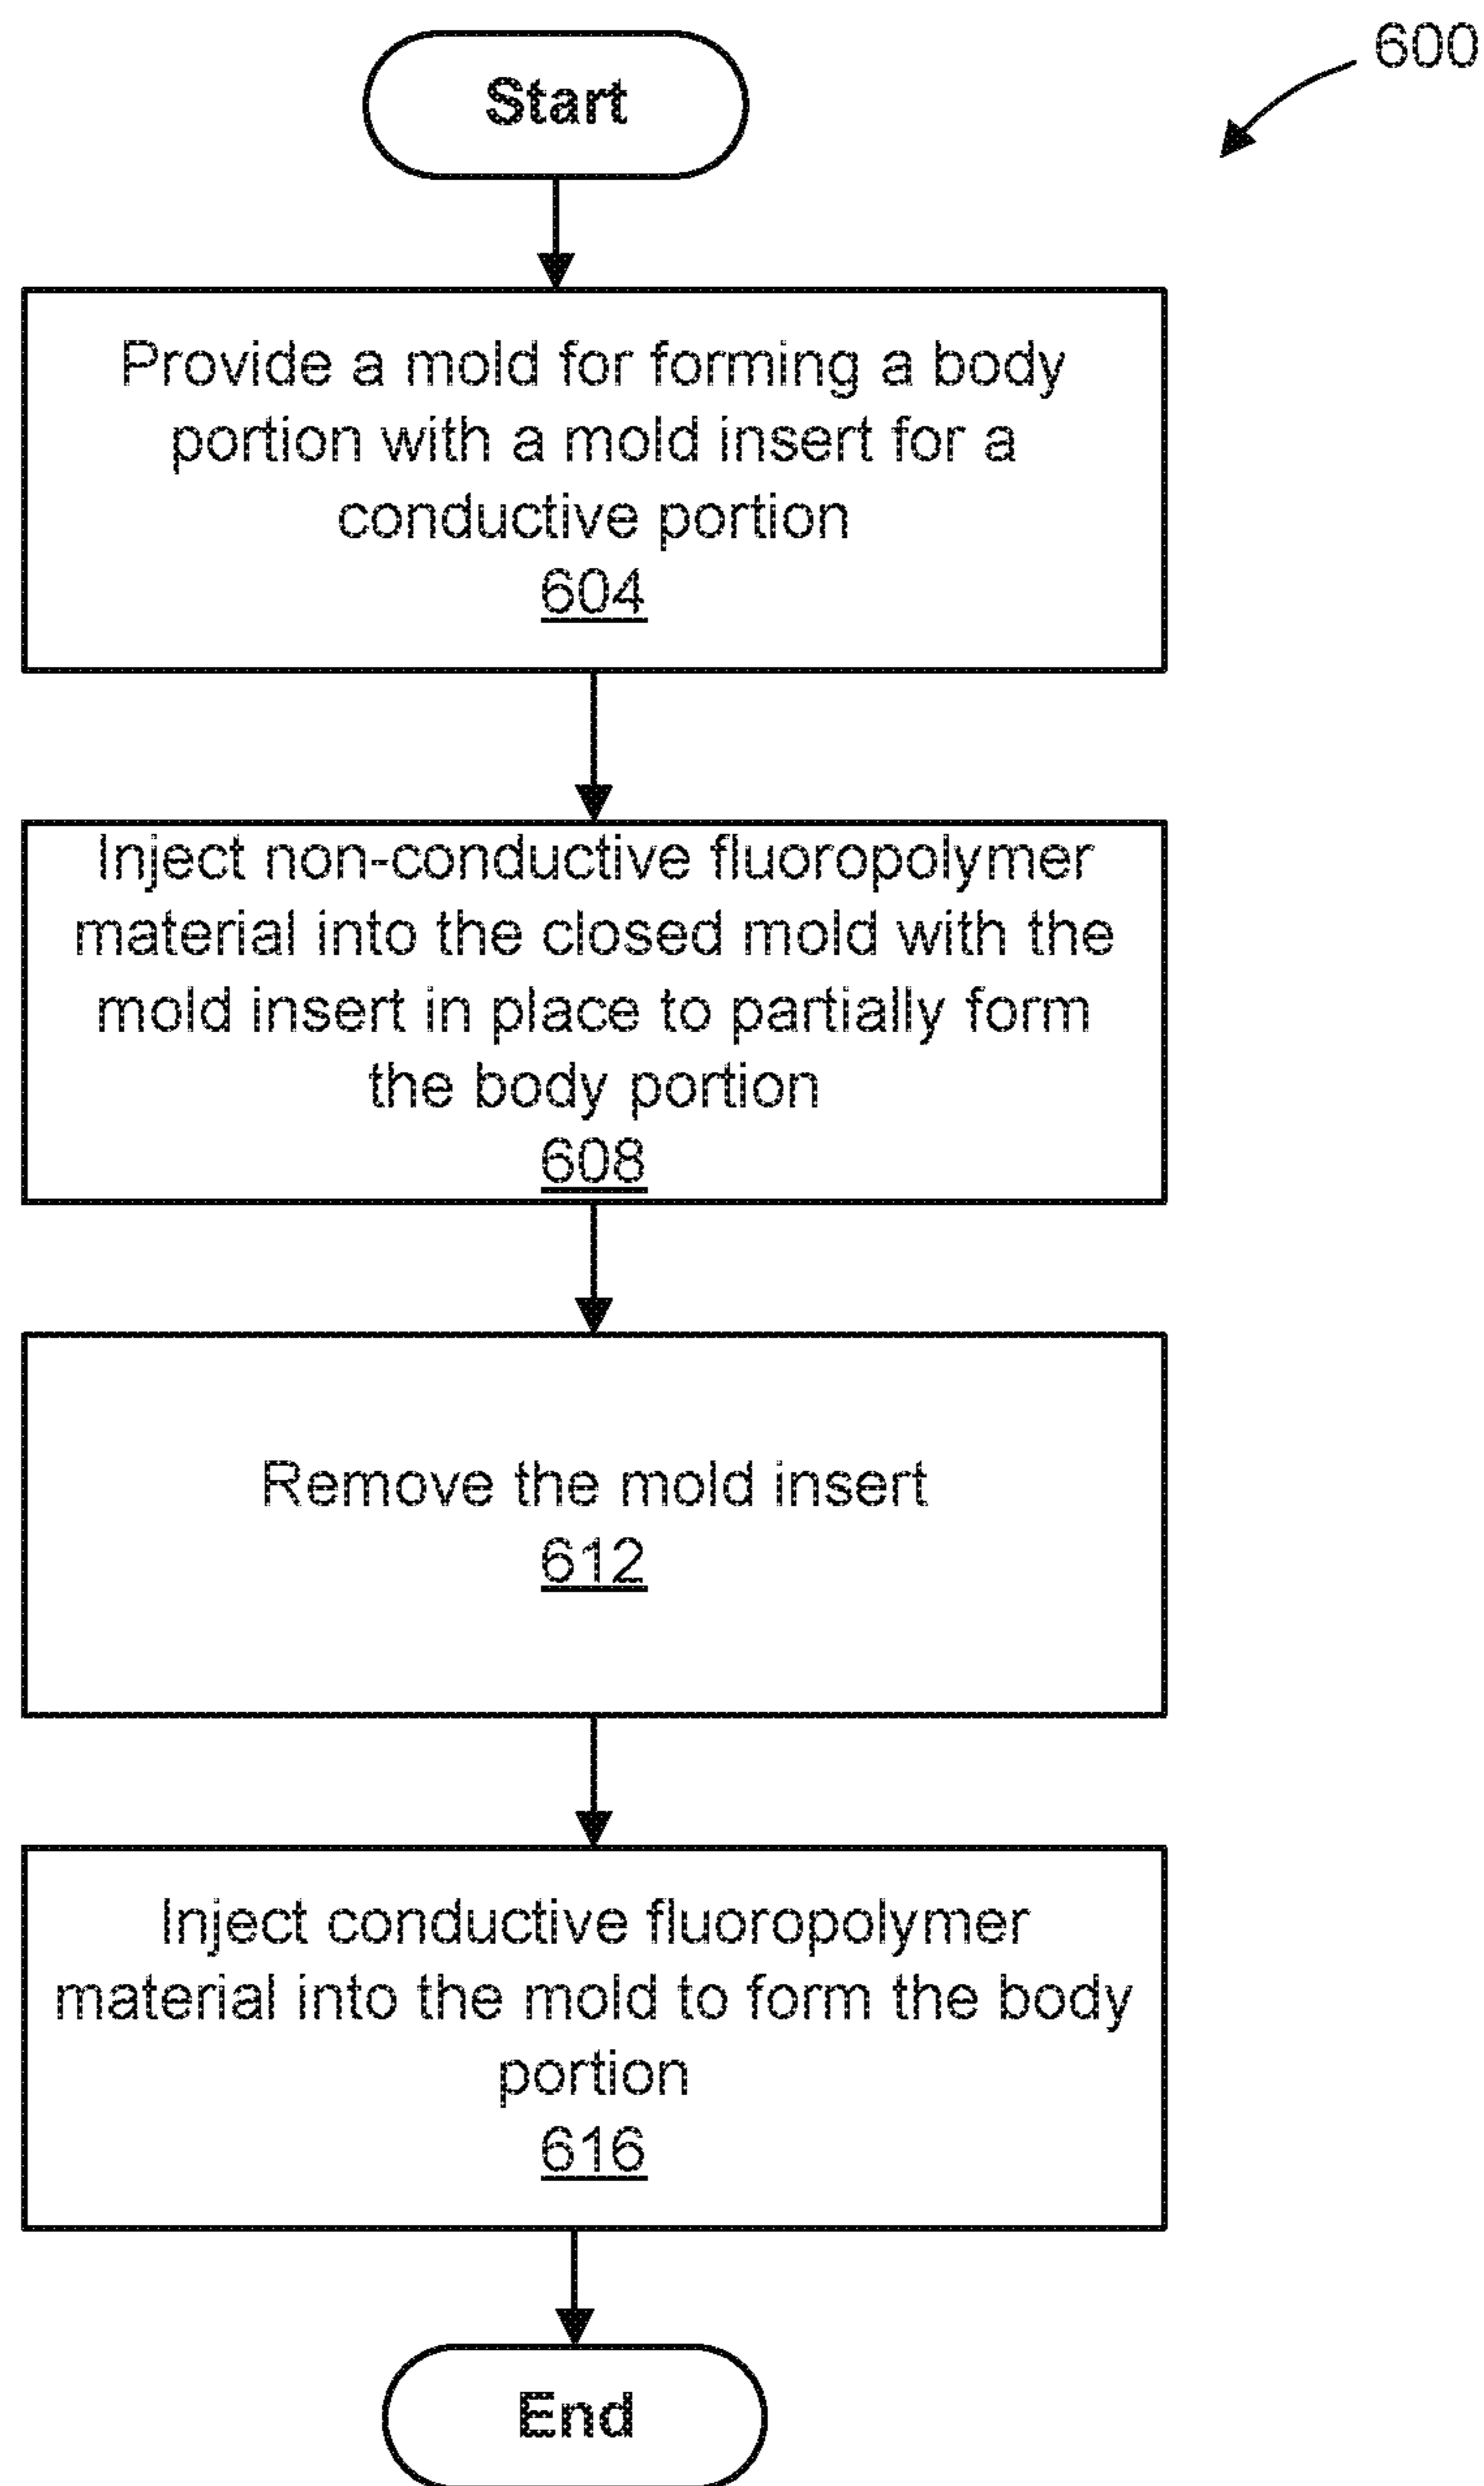 600
Start
Provide a mold for forming a body
portion with a mold insert for a
conductive portion
604
Inject non-conductive fluoropolymer
material into the closed mold with the
mold insert in place to partially form
the body portion
608
Remove the mold insert
612
Inject conductive fluoropolymer
material into the mold to form the body
portion
616
End